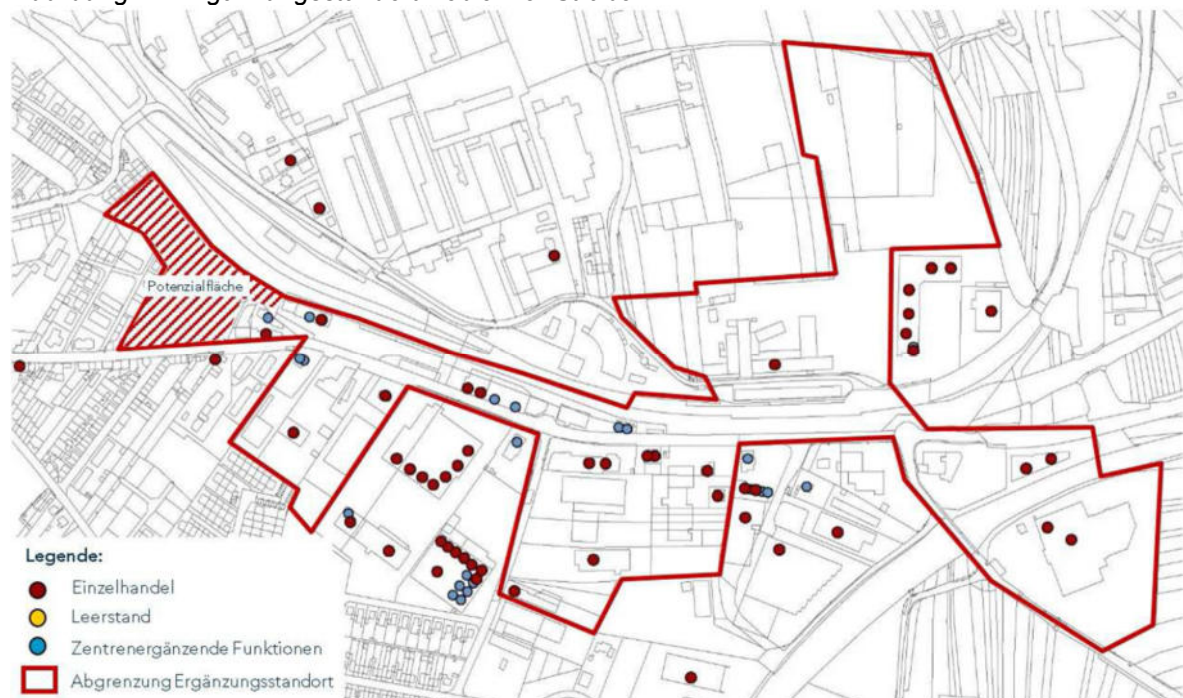 Potenzialfläche
Legende:
Einzelhandel
Leerstand
Zentrenergänzende Funktionen
Abgrenzung Ergänzungsstandort